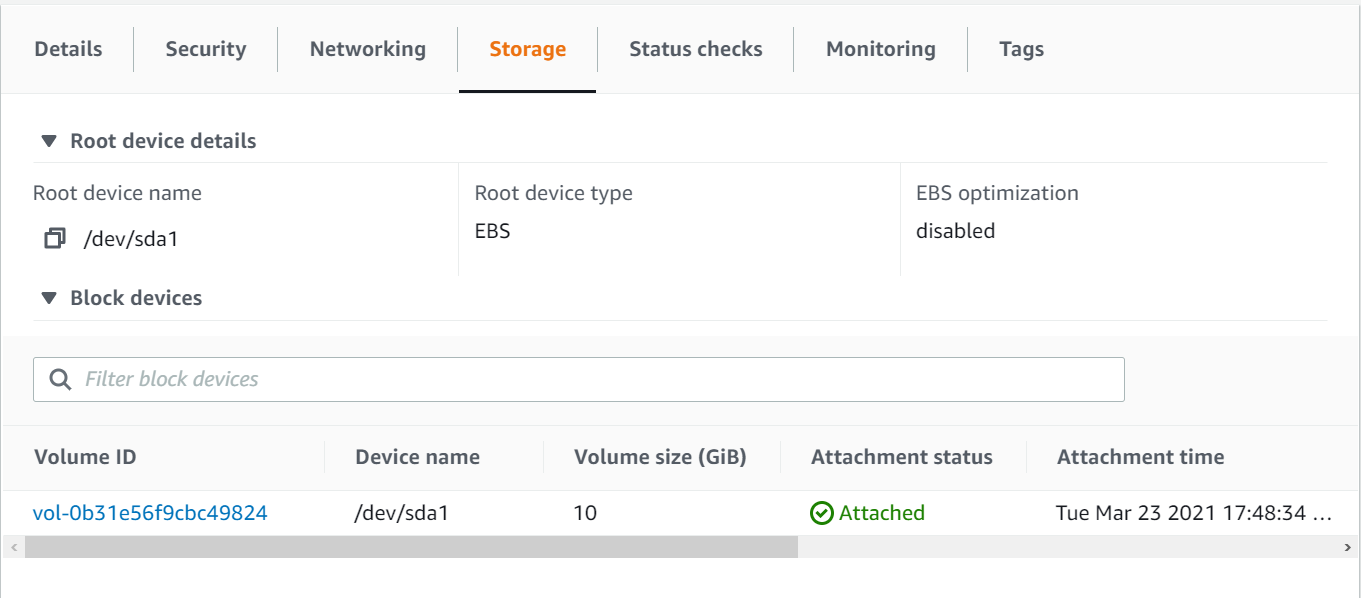 Details Security Networking Storage Status checks Monitoring Tags
Root device details
Root device name Root device type EBS optimization
/dev/sda1 EBS disabled
Block devices
Filter block devices
Volume ID Device name Volume size (GiB) Attachment status Attachment time
vol-0b31e56f9cbc49824 /dev/sda1 10 Attached Tue Mar 23 2021 17:48:34 ...